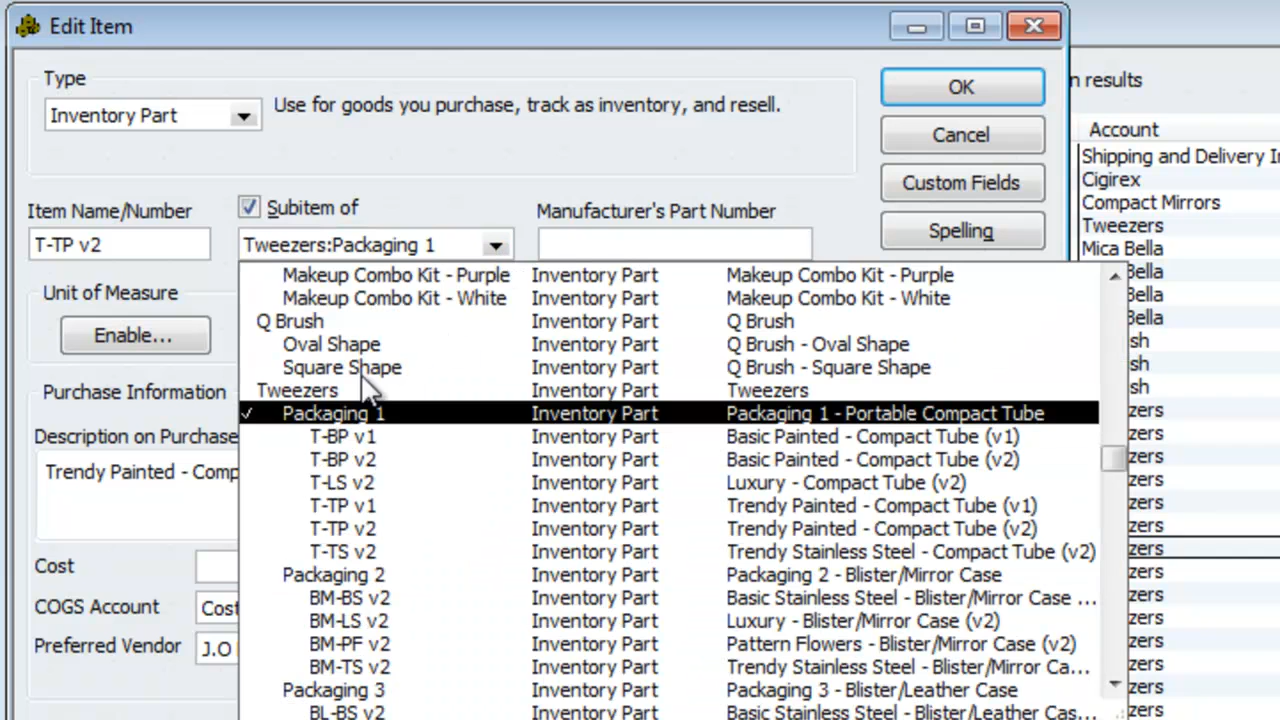 Edit Item
Type
Inventory Part
Use for goods you purchase, track as inventory, and resell.
OK
Cancel
Custom Fields
Spelling
Item Name/Number
T-TP v2
Subitem of
Tweezers:Packaging 1
Manufacturer's Part Number
Unit of Measure
Enable...
Purchase Information
Description on Purchase
Trendy Painted - Comp
Cost
COGS Account
Cost
Preferred Vendor
J.O
Makeup Combo Kit - Purple Inventory Part Makeup Combo Kit - Purple
Makeup Combo Kit - White Inventory Part Makeup Combo Kit - White
Q Brush Inventory Part Q Brush
Oval Shape Inventory Part Q Brush - Oval Shape
Square Shape Inventory Part Q Brush - Square Shape
Tweezers Inventory Part Tweezers
Packaging 1 Inventory Part Packaging 1 - Portable Compact Tube
T-BP v1 Inventory Part Basic Painted - Compact Tube (v1)
T-BP v2 Inventory Part Basic Painted - Compact Tube (v2)
T-LS v2 Inventory Part Luxury - Compact Tube (v2)
T-TP v1 Inventory Part Trendy Painted - Compact Tube (v1)
T-TP v2 Inventory Part Trendy Painted - Compact Tube (v2)
T-TS v2 Inventory Part Trendy Stainless Steel - Compact Tube (v2)
Packaging 2 Inventory Part Packaging 2 - Blister/Mirror Case
BM-BS v2 Inventory Part Basic Stainless Steel - Blister/Mirror Case ...
BM-LS v2 Inventory Part Luxury - Blister/Mirror Case (v2)
BM-PF v2 Inventory Part Pattern Flowers - Blister/Mirror Case (v2)
BM-TS v2 Inventory Part Trendy Stainless Steel - Blister/Mirror Ca...
Packaging 3 Inventory Part Packaging 3 - Blister/Leather Case
BL-BS v2 Inventory Part Basic Stainless Steel - Blister/Leather Cas...
n results
Account
Shipping and Delivery I
Cigirex
Compact Mirrors
Tweezers
Mica Bella
Bella
Bella
Bella
sh
sh
sh
zers
zers
zers
zers
zers
zers
zers
zers
zers
zers
zers
zers
zers
zers